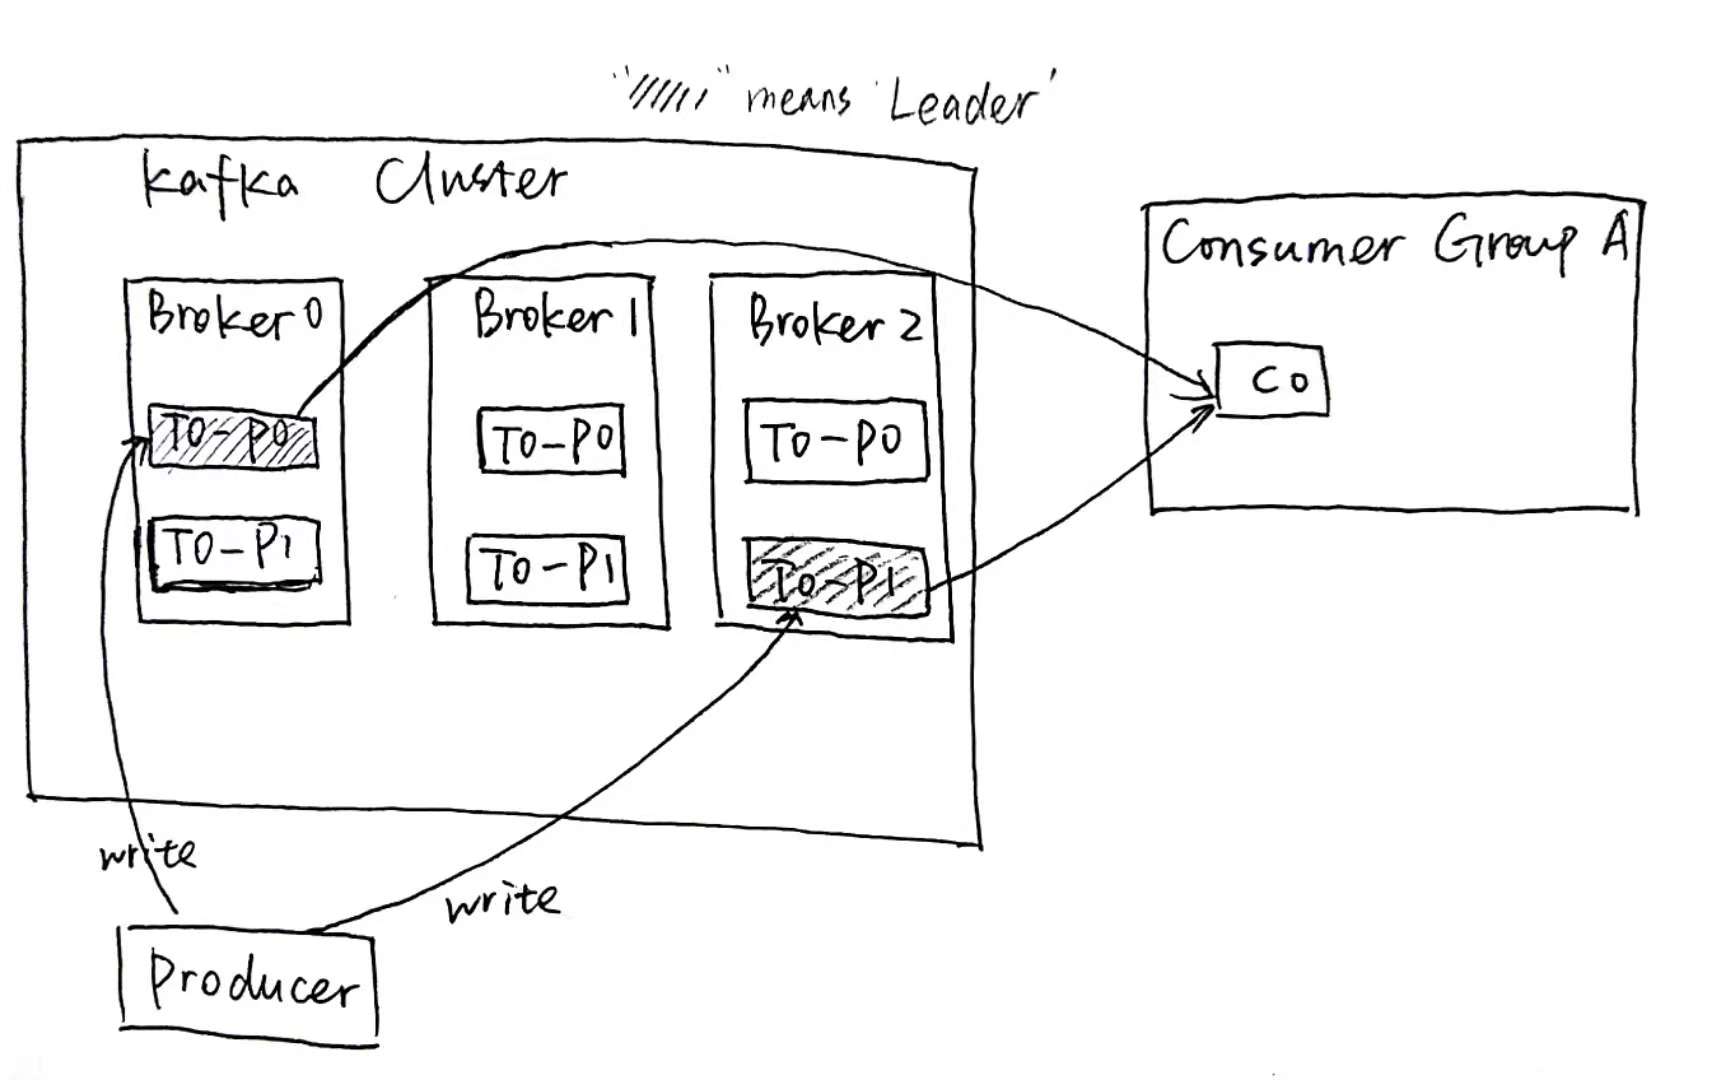 "//////" means 'Leader'
kafka Cluster
Broker 0
T0-P0
T0-P1
Broker 1
T0-P0
T0-P1
Broker 2
T0-P0
T0-P1
Consumer Group A
C0
write
write
Producer